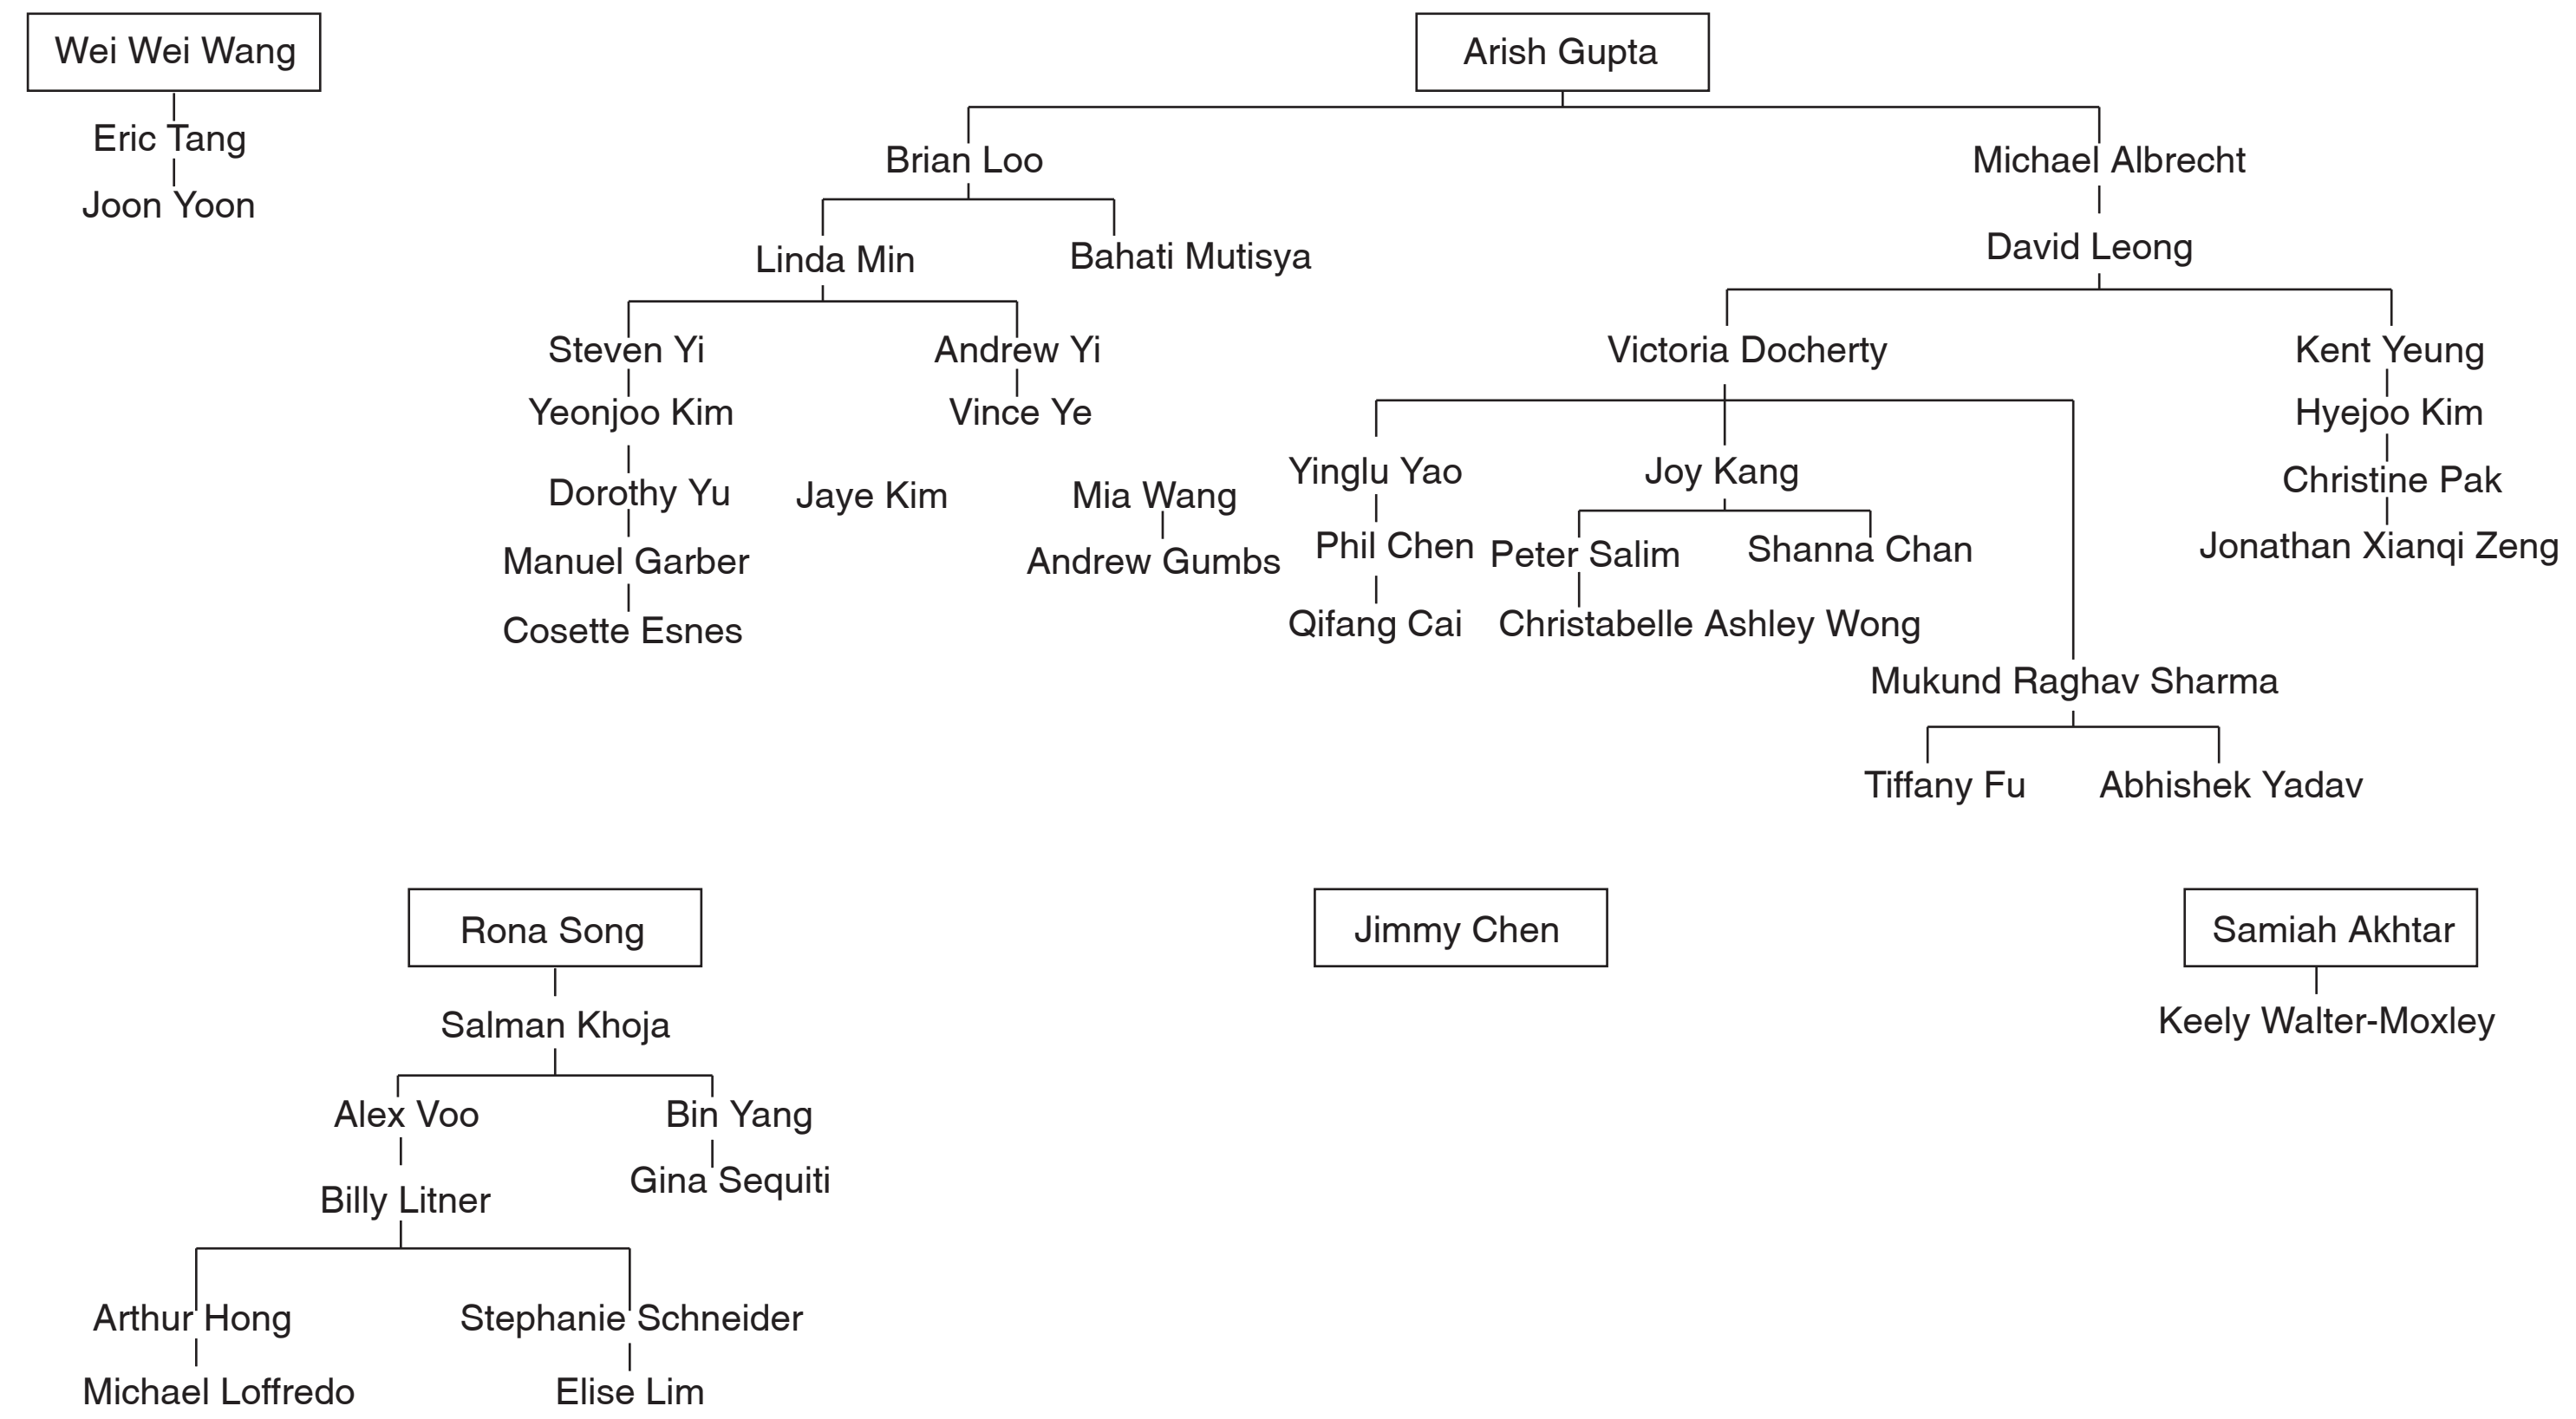 Wei Wei Wang
Eric Tang
Joon Yoon
Arish Gupta
Brian Loo
Michael Albrecht
Linda Min
Bahati Mutisya
David Leong
Steven Yi
Andrew Yi
Victoria Docherty
Kent Yeung
Yeonjoo Kim
Vince Ye
Hyejoo Kim
Dorothy Yu
Jaye Kim
Mia Wang
Yinglu Yao
Joy Kang
Christine Pak
Manuel Garber
Andrew Gumbs
Phil Chen
Peter Salim
Shanna Chan
Jonathan Xianqi Zeng
Cosette Esnes
Qifang Cai
Christabelle Ashley Wong
Mukund Raghav Sharma
Tiffany Fu
Abhishek Yadav
Rona Song
Jimmy Chen
Samiah Akhtar
Salman Khoja
Keely Walter-Moxley
Alex Voo
Bin Yang
Billy Litner
Gina Sequiti
Arthur Hong
Stephanie Schneider
Michael Loffredo
Elise Lim